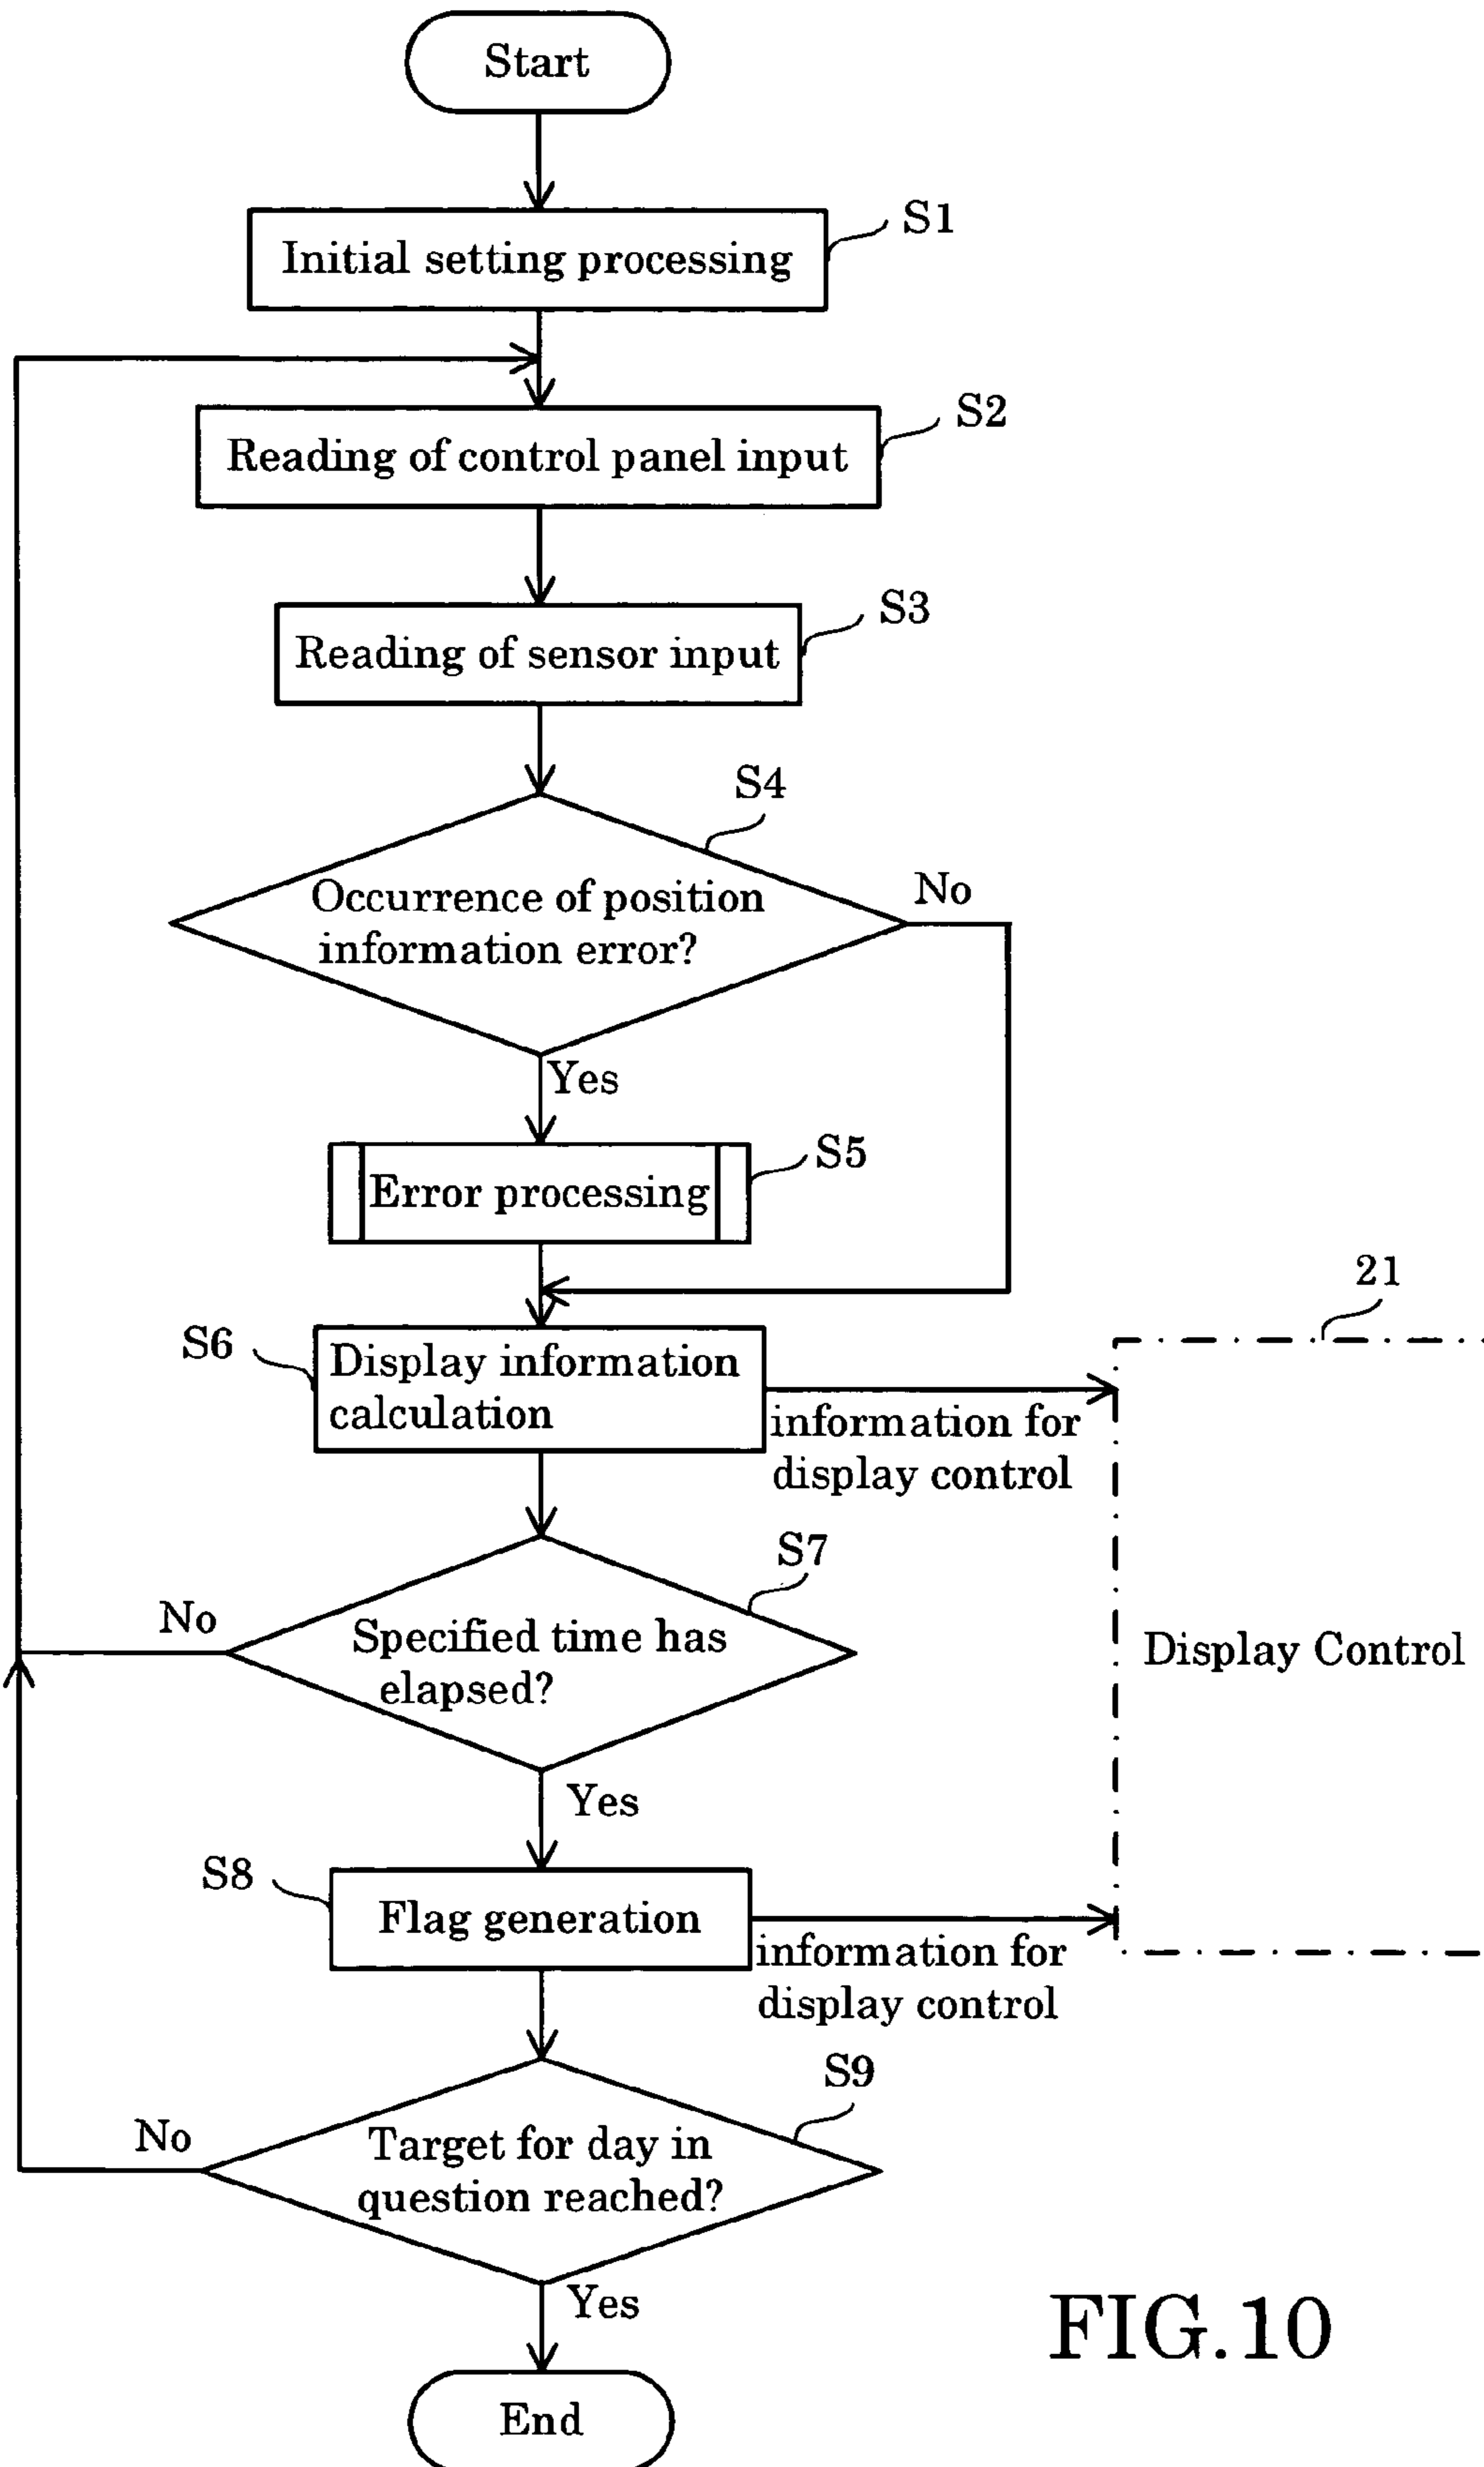 Start
S1
Initial setting processing
S2
Reading of control panel input
S3
Reading of sensor input
S4
Occurrence of position
information error?
No
Yes
S5
Error processing
21
S6
Display information
calculation
information for
display control
S7
No
Specified time has
elapsed?
Display Control
Yes
S8
Flag generation
information for
display control
S9
No
Target for day in
question reached?
Yes
FIG.10
End